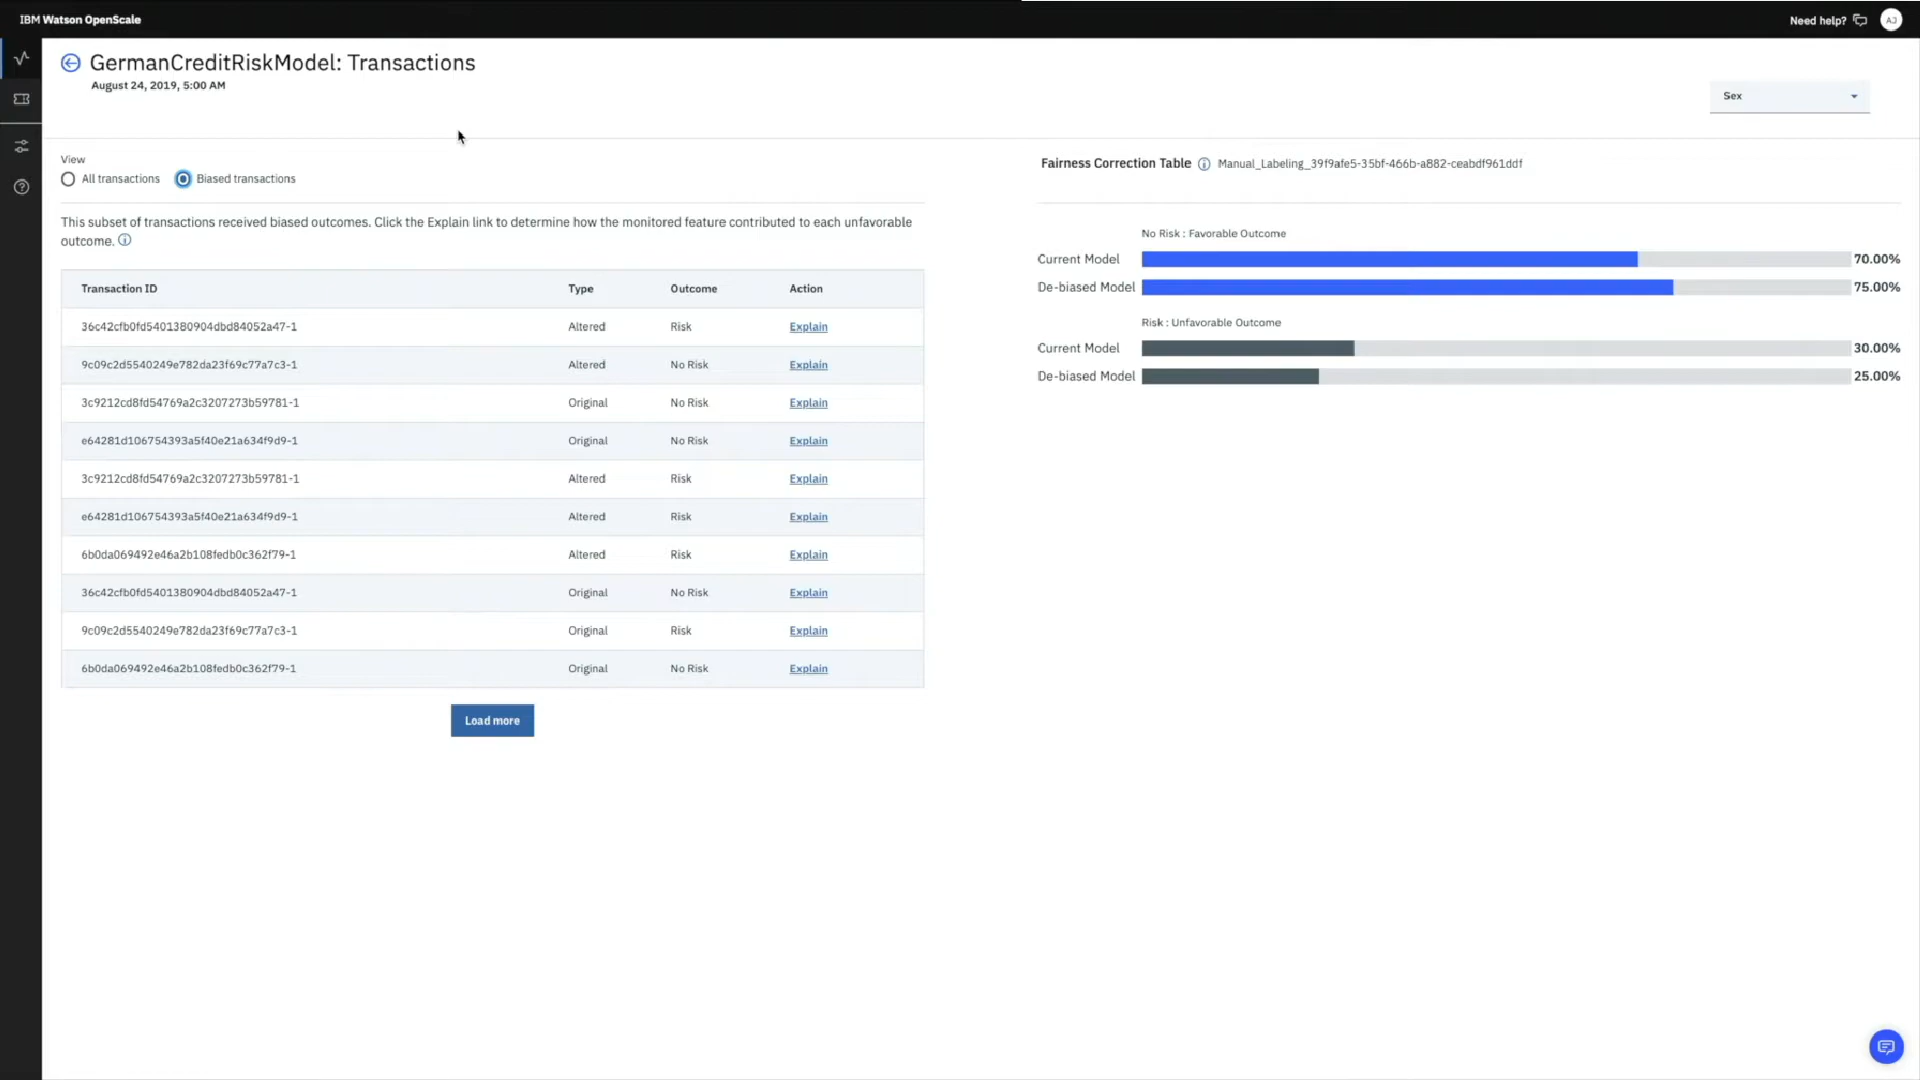 IBM Watson OpenScale
Need help?
AJ
GermanCreditRiskModel: Transactions
August 24, 2019, 5:00 AM
Sex
View
All transactions
Biased transactions
This subset of transactions received biased outcomes. Click the Explain link to determine how the monitored feature contributed to each unfavorable
outcome.
Transaction ID Type Outcome Action
36c42cfb0fd5401380904dbd84052a47-1 Altered Risk Explain
9c09c2d5540249e782da23f69c77a7c3-1 Altered No Risk Explain
3c9212cd8fd54769a2c3207273b59781-1 Original No Risk Explain
e64281d106754393a5f40e21a634f9d9-1 Original No Risk Explain
3c9212cd8fd54769a2c3207273b59781-1 Altered Risk Explain
e64281d106754393a5f40e21a634f9d9-1 Altered Risk Explain
6b0da069492e46a2b108fedb0c362f79-1 Altered Risk Explain
36c42cfb0fd5401380904dbd84052a47-1 Original No Risk Explain
9c09c2d5540249e782da23f69c77a7c3-1 Original Risk Explain
6b0da069492e46a2b108fedb0c362f79-1 Original No Risk Explain
Load more
Fairness Correction Table Manual_Labeling_39f9afe5-35bf-466b-a882-ceabdf961ddf
No Risk : Favorable Outcome
Current Model 70.00%
De-biased Model 75.00%
Risk : Unfavorable Outcome
Current Model 30.00%
De-biased Model 25.00%